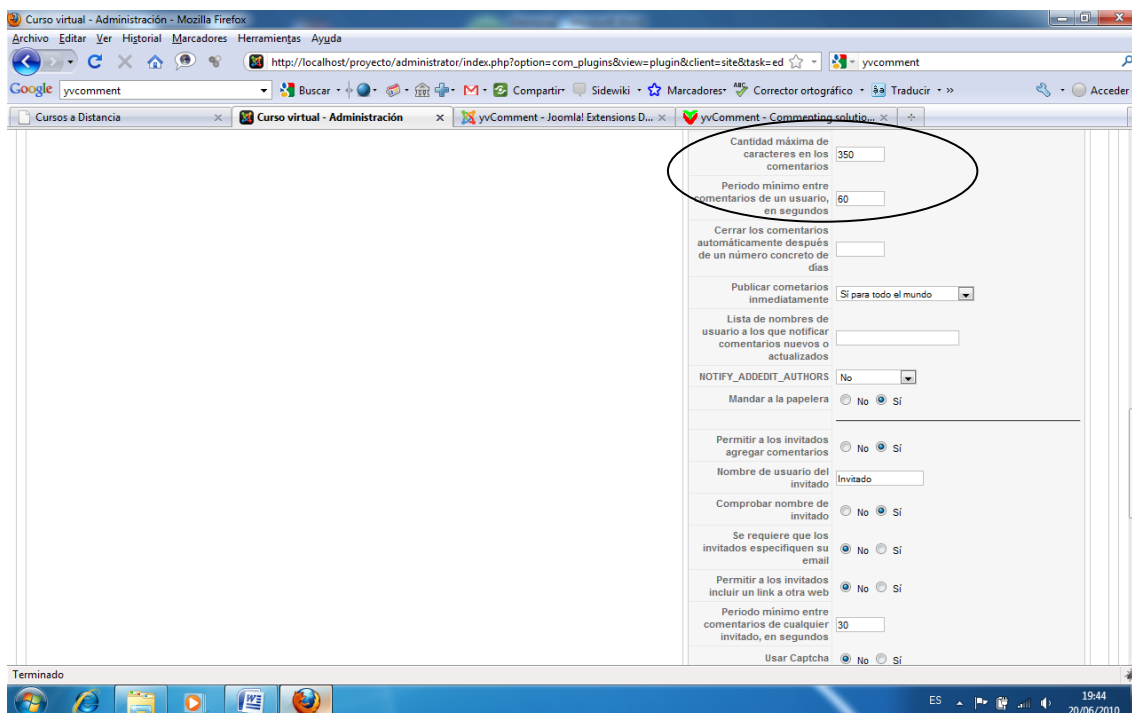 Curso virtual - Administración - Mozilla Firefox
Archivo Editar Ver Historial Marcadores Herramientas Ayuda
http://localhost/proyecto/administrator/index.php?option=com_plugins&view=plugin&client=site&task=ed yvcomment
Google yvcomment Buscar Compartir Sidewiki Marcadores Corrector ortográfico Traducir » Acceder
Cursos a Distancia Curso virtual - Administración yvComment - Joomla! Extensions D... yvComment - Commenting solutio...
Cantidad máxima de
caracteres en los 350
comentarios
Periodo mínimo entre
comentarios de un usuario, 60
en segundos
Cerrar los comentarios
automáticamente después
de un número concreto de
días
Publicar cometarios
inmediatamente Sí para todo el mundo
Lista de nombres de
usuario a los que notificar
comentarios nuevos o
actualizados
NOTIFY_ADDEDIT_AUTHORS No
Mandar a la papelera No Sí
Permitir a los invitados
agregar comentarios No Sí
Nombre de usuario del
invitado Invitado
Comprobar nombre de
invitado No Sí
Se requiere que los
invitados especifiquen su No Sí
email
Permitir a los invitados
incluir un link a otra web No Sí
Periodo mínimo entre
comentarios de cualquier 30
invitado, en segundos
Usar Captcha No Sí
Terminado
ES 19:44
20/06/2010